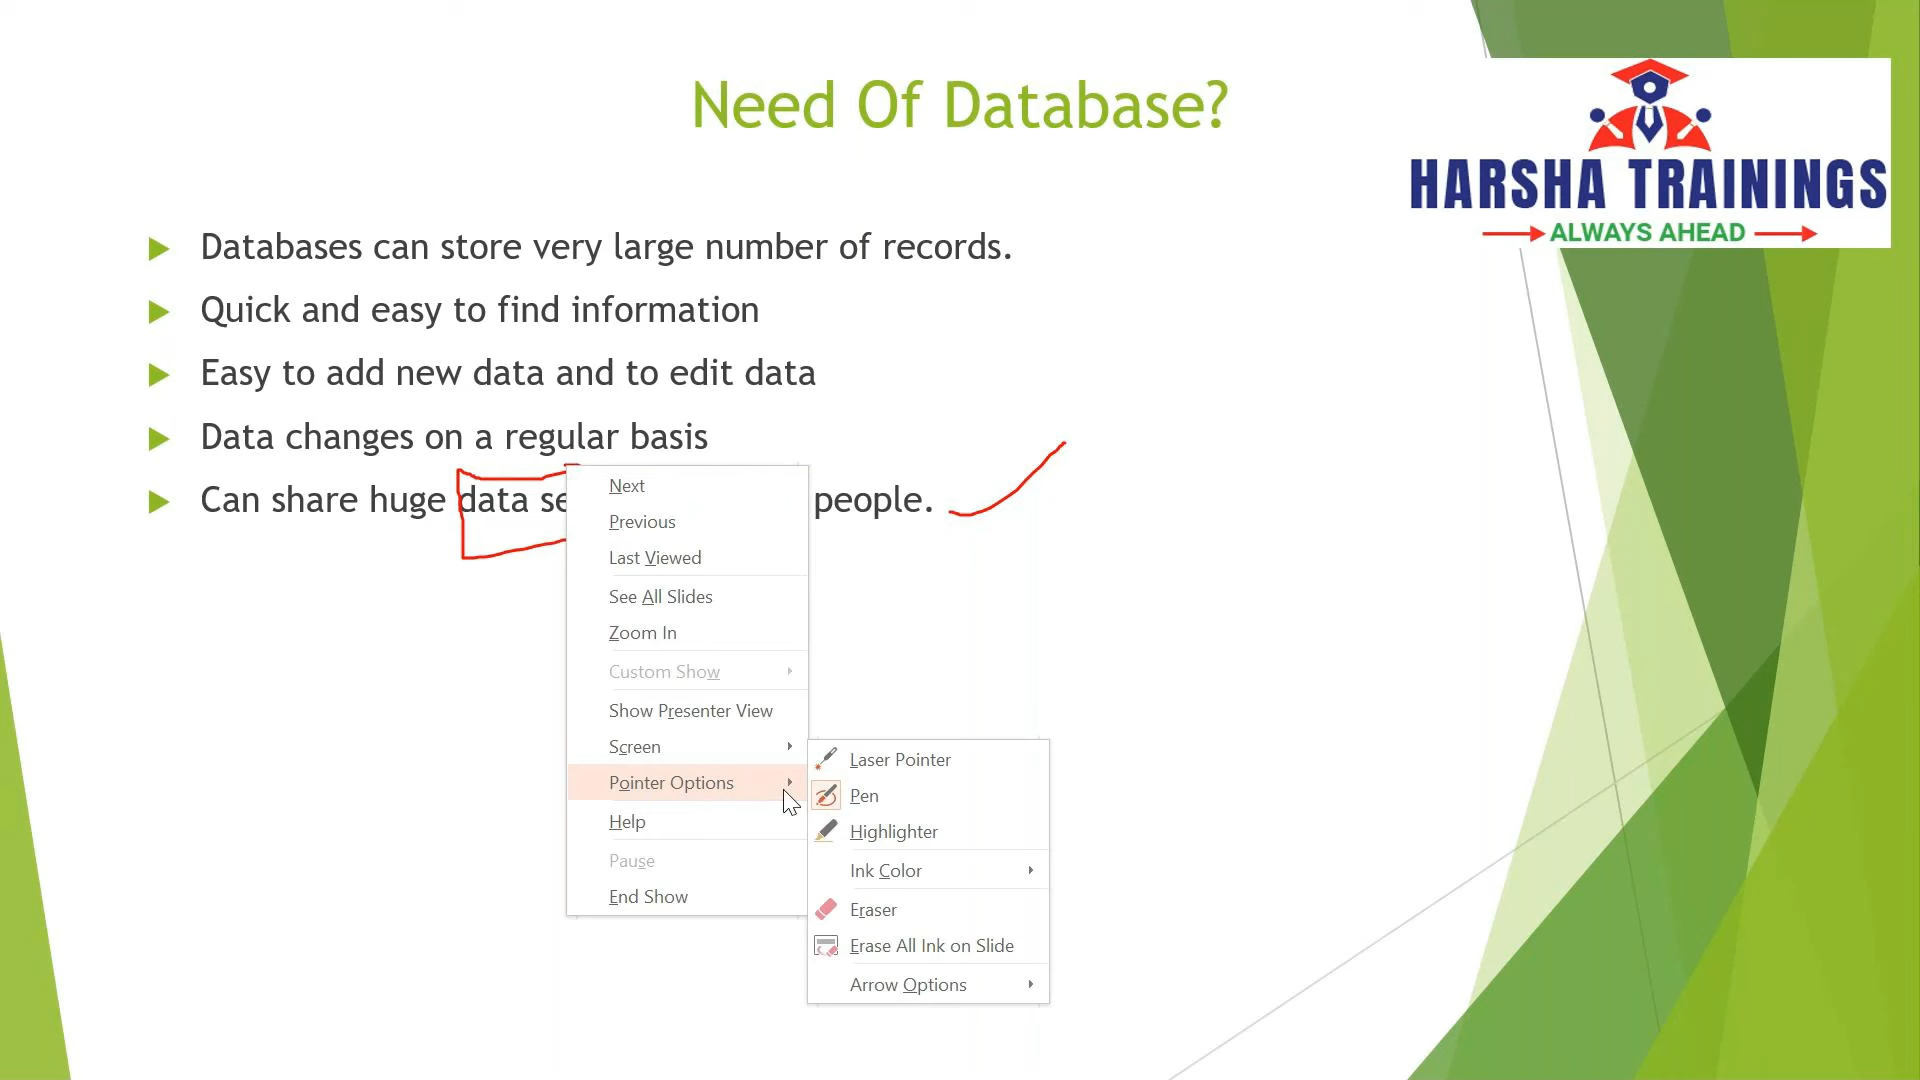 Need Of Database?
HARSHA TRAININGS
ALWAYS AHEAD
Databases can store very large number of records.
Quick and easy to find information
Easy to add new data and to edit data
Data changes on a regular basis
Can share huge data people.
Next
Previous
Last Viewed
See All Slides
Zoom In
Custom Show
Show Presenter View
Screen
Pointer Options
Help
Pause
End Show
Laser Pointer
Pen
Highlighter
Ink Color
Eraser
Erase All Ink on Slide
Arrow Options